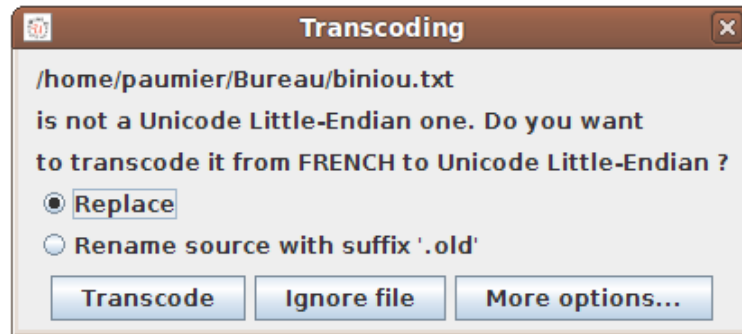 Transcoding
/home/paumier/Bureau/biniou.txt
is not a Unicode Little-Endian one. Do you want
to transcode it from FRENCH to Unicode Little-Endian ?
Replace
Rename source with suffix '.old'
Transcode Ignore file More options...